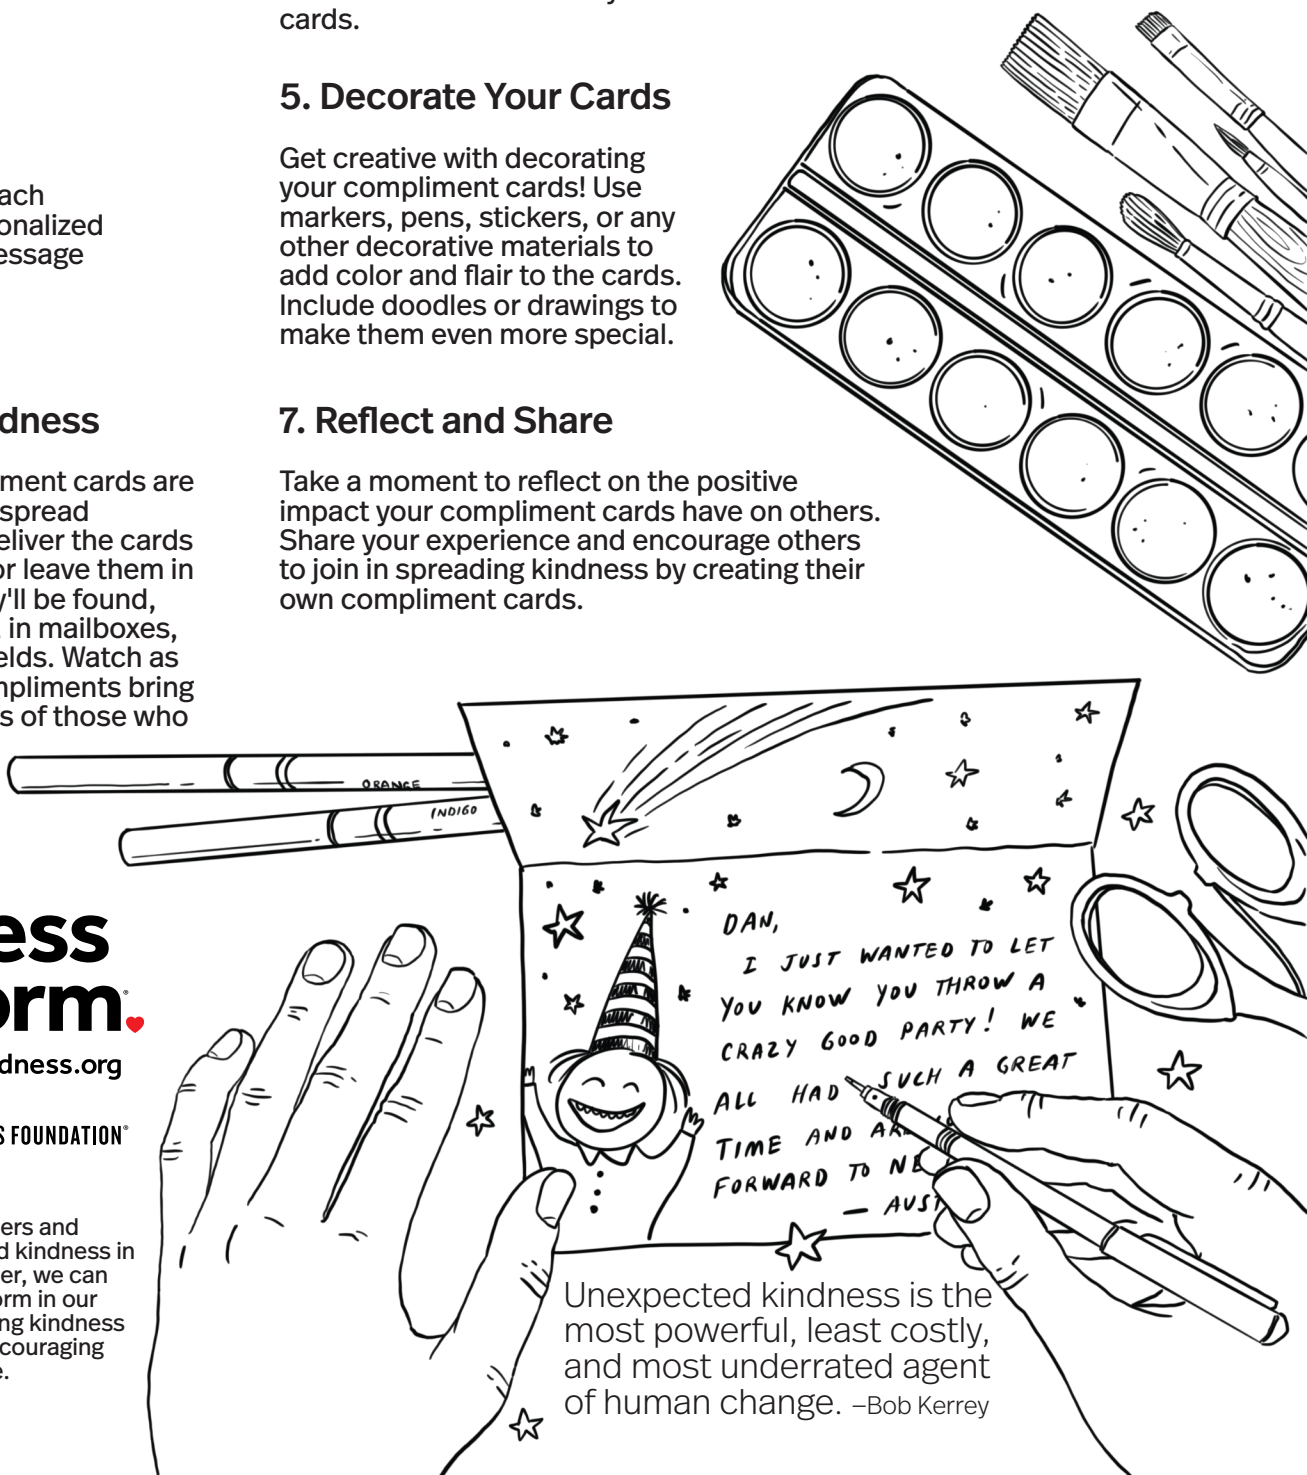 cards.
5. Decorate Your Cards
Get creative with decorating
your compliment cards! Use
markers, pens, stickers, or any
other decorative materials to
add color and flair to the cards.
Include doodles or drawings to
make them even more special.
ach
onalized
essage
dness
ment cards are
spread
eliver the cards
or leave them in
y'll be found,
in mailboxes,
elds. Watch as
mpliments bring
s of those who
7. Reflect and Share
Take a moment to reflect on the positive
impact your compliment cards have on others.
Share your experience and encourage others
to join in spreading kindness by creating their
own compliment cards.
ORANGE
INDIGO
ess
orm
dness.org
S FOUNDATION®
ers and
d kindness in
er, we can
orm in our
ng kindness
couraging
e.
DAN,
I JUST WANTED TO LET
YOU KNOW YOU THROW A
CRAZY GOOD PARTY! WE
ALL HAD SUCH A GREAT
TIME AND AR
FORWARD TO NE
— AUST
Unexpected kindness is the
most powerful, least costly,
and most underrated agent
of human change. –Bob Kerrey